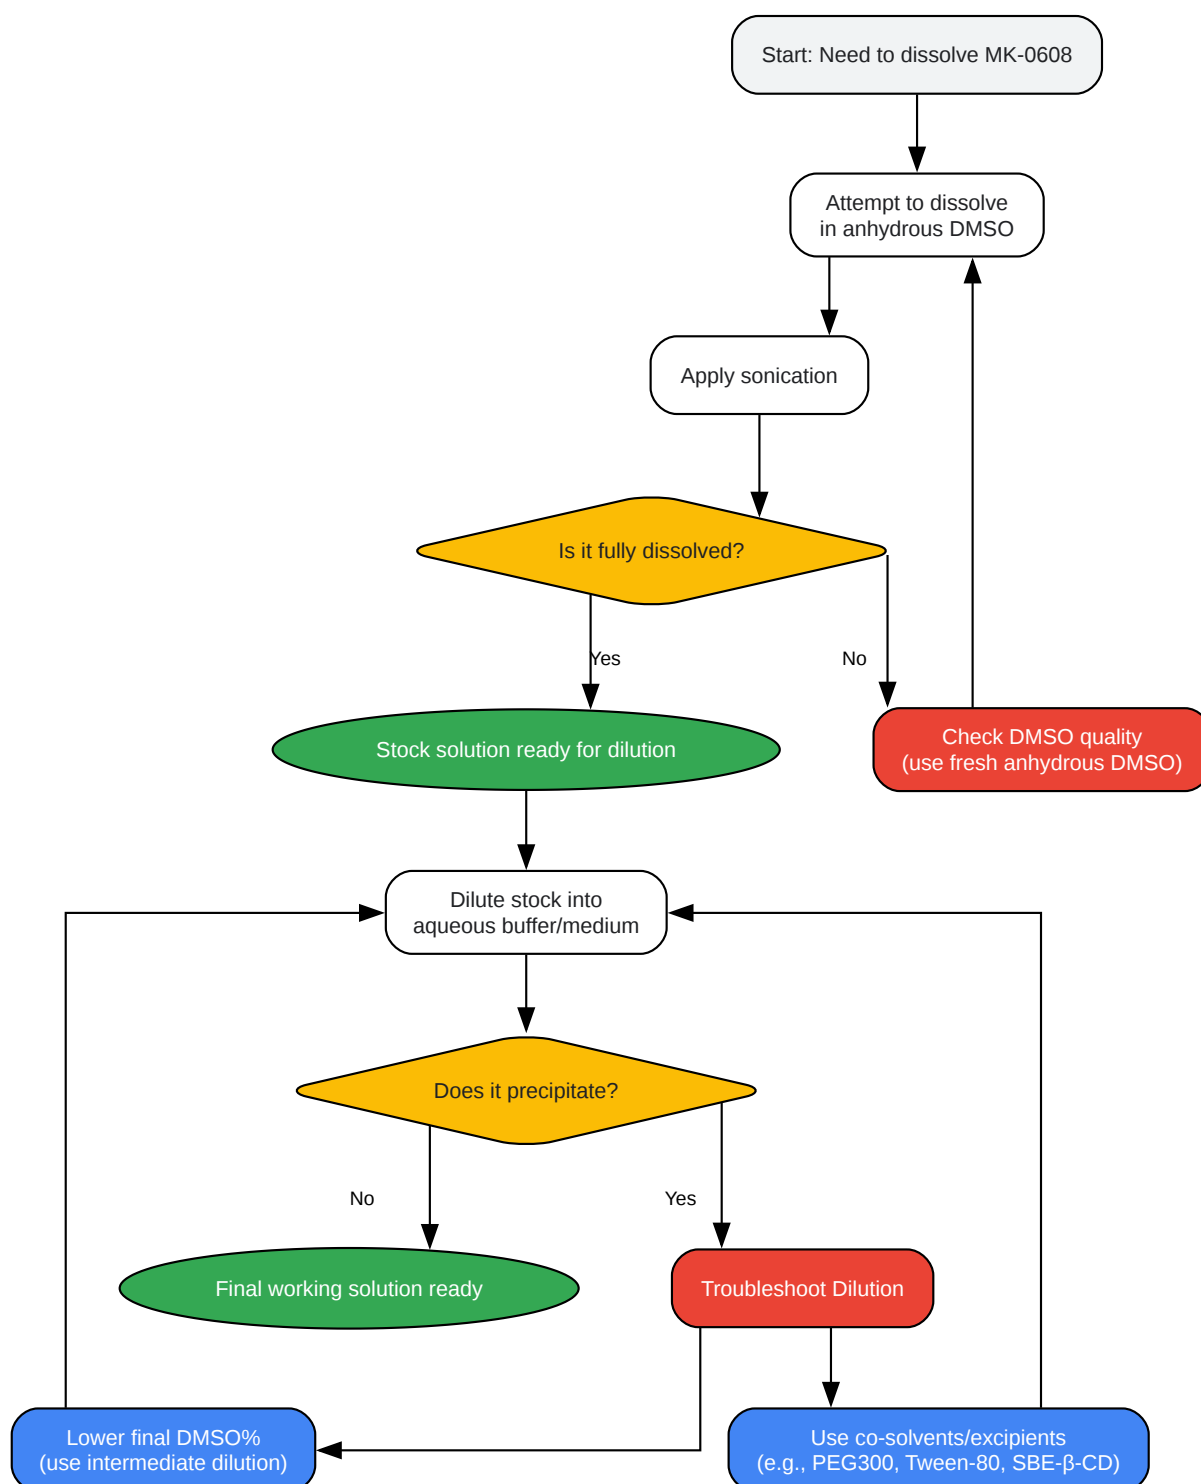 Start: Need to dissolve MK-0608
Attempt to dissolve
in anhydrous DMSO
Apply sonication
Is it fully dissolved?
Yes
No
Stock solution ready for dilution
Check DMSO quality
(use fresh anhydrous DMSO)
Dilute stock into
aqueous buffer/medium
Does it precipitate?
No
Yes
Final working solution ready
Troubleshoot Dilution
Lower final DMSO%
(use intermediate dilution)
Use co-solvents/excipients
(e.g., PEG300, Tween-80, SBE-β-CD)